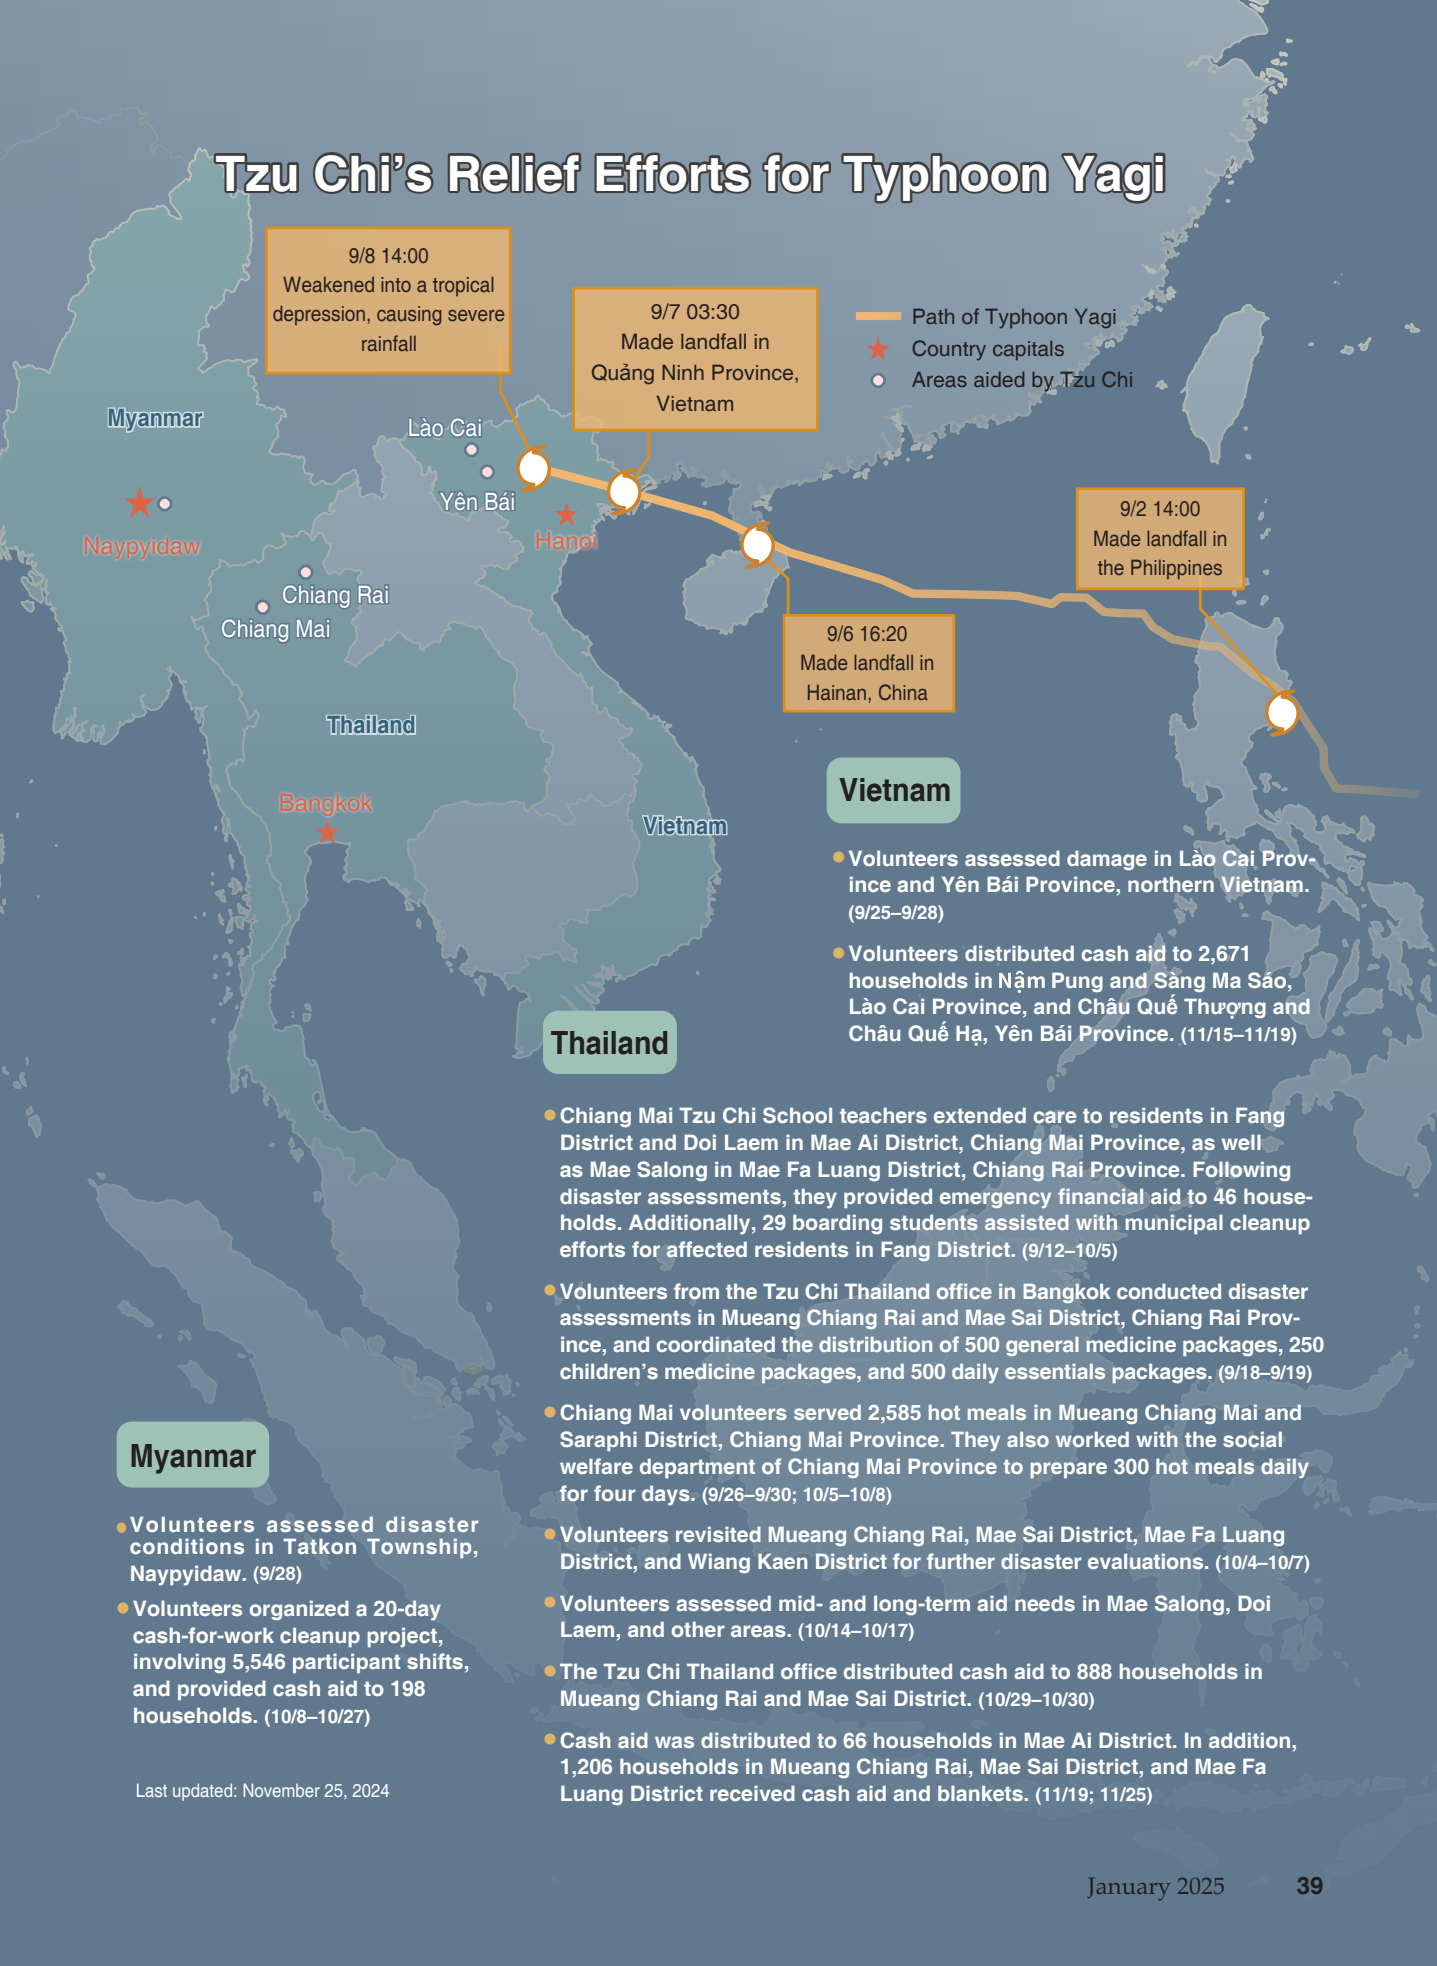 Tzu Chi’s Relief Efforts for Typhoon Yagi
9/8 14:00
Weakened into a tropical
depression, causing severe
rainfall
9/7 03:30
Made landfall in
Quảng Ninh Province,
Vietnam
Path of Typhoon Yagi
Country capitals
Areas aided by Tzu Chi
Myanmar
Lào Cai
Yên Bái
Naypyidaw
Hanoi
9/2 14:00
Made landfall in
the Philippines
Chiang Rai
Chiang Mai
9/6 16:20
Made landfall in
Hainan, China
Thailand
Bangkok
Vietnam
Vietnam
Volunteers assessed damage in Lào Cai Prov-
ince and Yên Bái Province, northern Vietnam.
(9/25–9/28)
Volunteers distributed cash aid to 2,671
households in Nậm Pung and Sàng Ma Sáo,
Lào Cai Province, and Châu Quế Thượng and
Châu Quế Hạ, Yên Bái Province. (11/15–11/19)
Thailand
Chiang Mai Tzu Chi School teachers extended care to residents in Fang
District and Doi Laem in Mae Ai District, Chiang Mai Province, as well
as Mae Salong in Mae Fa Luang District, Chiang Rai Province. Following
disaster assessments, they provided emergency financial aid to 46 house-
holds. Additionally, 29 boarding students assisted with municipal cleanup
efforts for affected residents in Fang District. (9/12–10/5)
Volunteers from the Tzu Chi Thailand office in Bangkok conducted disaster
assessments in Mueang Chiang Rai and Mae Sai District, Chiang Rai Prov-
ince, and coordinated the distribution of 500 general medicine packages, 250
children’s medicine packages, and 500 daily essentials packages. (9/18–9/19)
Chiang Mai volunteers served 2,585 hot meals in Mueang Chiang Mai and
Saraphi District, Chiang Mai Province. They also worked with the social
welfare department of Chiang Mai Province to prepare 300 hot meals daily
for four days. (9/26–9/30; 10/5–10/8)
Volunteers revisited Mueang Chiang Rai, Mae Sai District, Mae Fa Luang
District, and Wiang Kaen District for further disaster evaluations. (10/4–10/7)
Volunteers assessed mid- and long-term aid needs in Mae Salong, Doi
Laem, and other areas. (10/14–10/17)
The Tzu Chi Thailand office distributed cash aid to 888 households in
Mueang Chiang Rai and Mae Sai District. (10/29–10/30)
Cash aid was distributed to 66 households in Mae Ai District. In addition,
1,206 households in Mueang Chiang Rai, Mae Sai District, and Mae Fa
Luang District received cash aid and blankets. (11/19; 11/25)
Myanmar
Volunteers assessed disaster
conditions in Tatkon Township,
Naypyidaw. (9/28)
Volunteers organized a 20-day
cash-for-work cleanup project,
involving 5,546 participant shifts,
and provided cash aid to 198
households. (10/8–10/27)
Last updated: November 25, 2024
January 2025 39